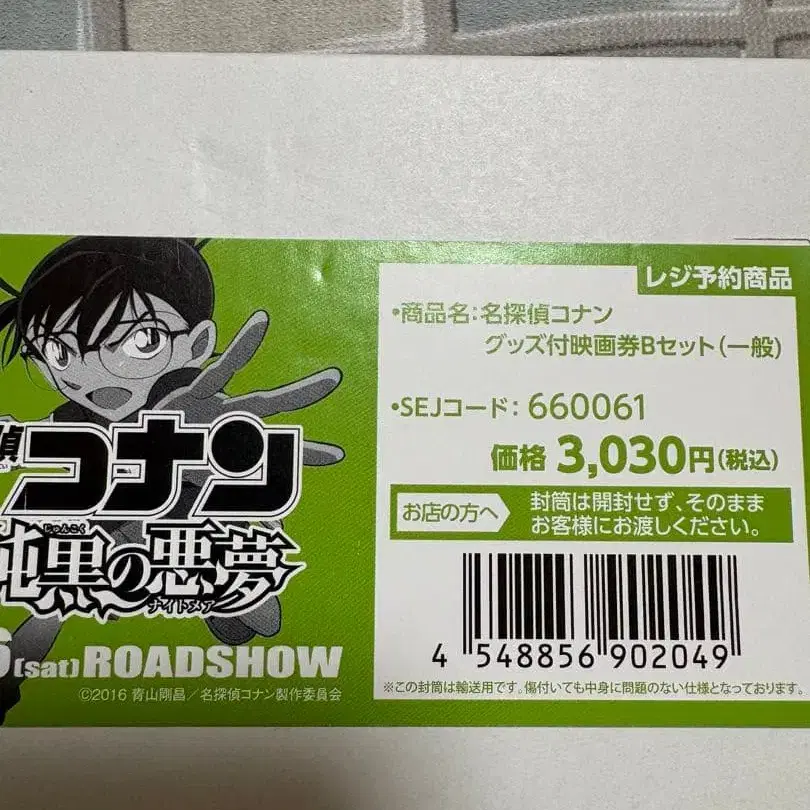 レジ予約商品
・商品名:名探偵コナン
グッズ付映画券Bセット(一般)
・SEJコード: 660061
価格 3,030円(税込)
お店の方へ
封筒は開封せず、そのまま
お客様にお渡しください。
4 548856 902049
※この封筒は輸送用です。傷付いても中身に問題のない仕様となっております。
偵
コナン
じゅんこく
純黒の悪夢
ナイトメア
(sat) ROADSHOW
©2016 青山剛昌/名探偵コナン製作委員会